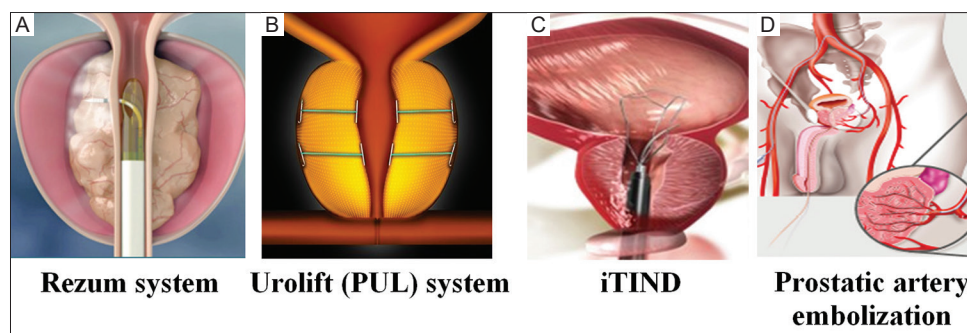 A
B
C
D
Rezum system
Urolift (PUL) system
iTIND
Prostatic artery
embolization